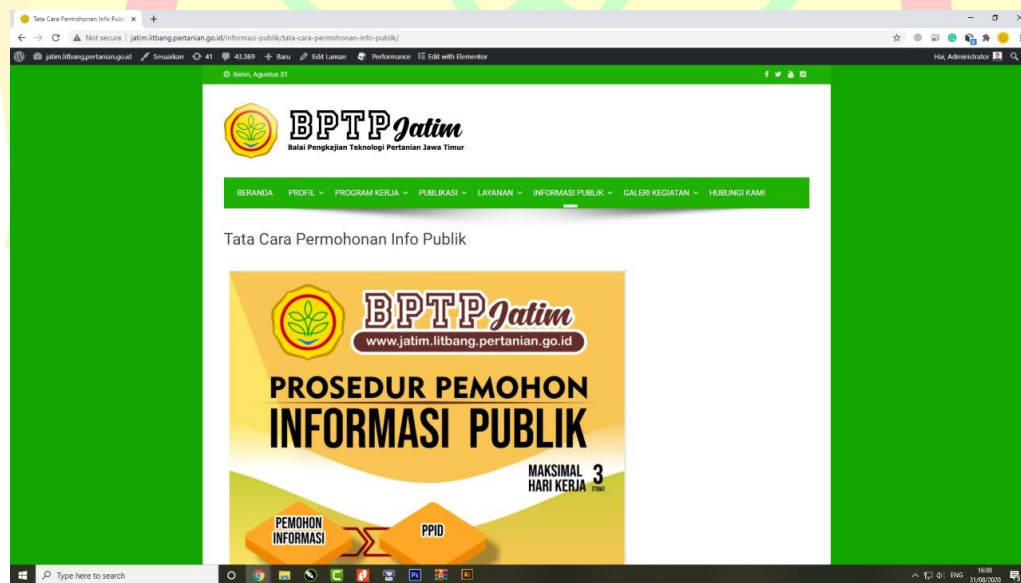 Tata Cara Permohonan Info Publi
Not secure | jatim.litbang.pertanian.go.id/informasi-publik/tata-cara-permohonan-info-publik/
jatim.litbang.pertanian.go.id Sesuaikan 41 43.369 + Baru Edit Laman Performance Edit with Elementor Hai, Administrator
Senin, Agustus 31
BPTP Jatim
Balai Pengkajian Teknologi Pertanian Jawa Timur
BERANDA PROFIL PROGRAM KERJA PUBLIKASI LAYANAN INFORMASI PUBLIK GALERI KEGIATAN HUBUNGI KAMI
Tata Cara Permohonan Info Publik
BPTP Jatim
www.jatim.litbang.pertanian.go.id
PROSEDUR PEMOHON
INFORMASI PUBLIK
MAKSIMAL 3
HARI KERJA (TIGA)
PEMOHON
INFORMASI
PPID
Type here to search
Ps
Ai
ENG
16:00
31/08/2020